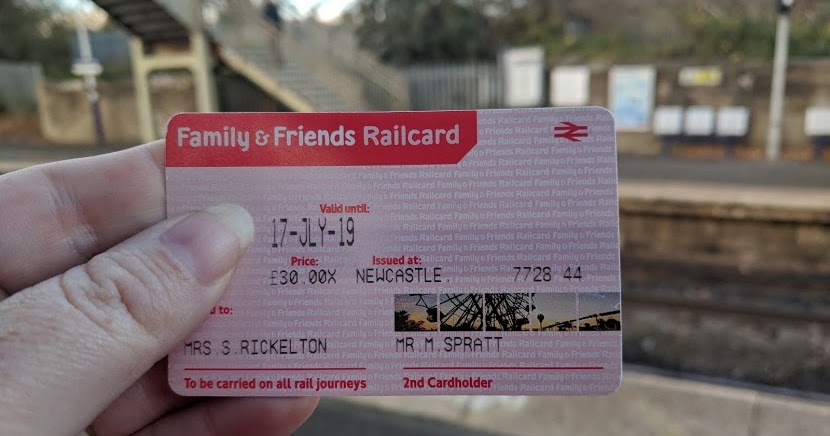 Family & Friends Railcard
Valid until:
17-JLY-19
Price: Issued at:
£30.00X NEWCASTLE. 7728 44
d to:
MRS.S.RICKELTON MR.M.SPRATT
To be carried on all rail journeys 2nd Cardholder